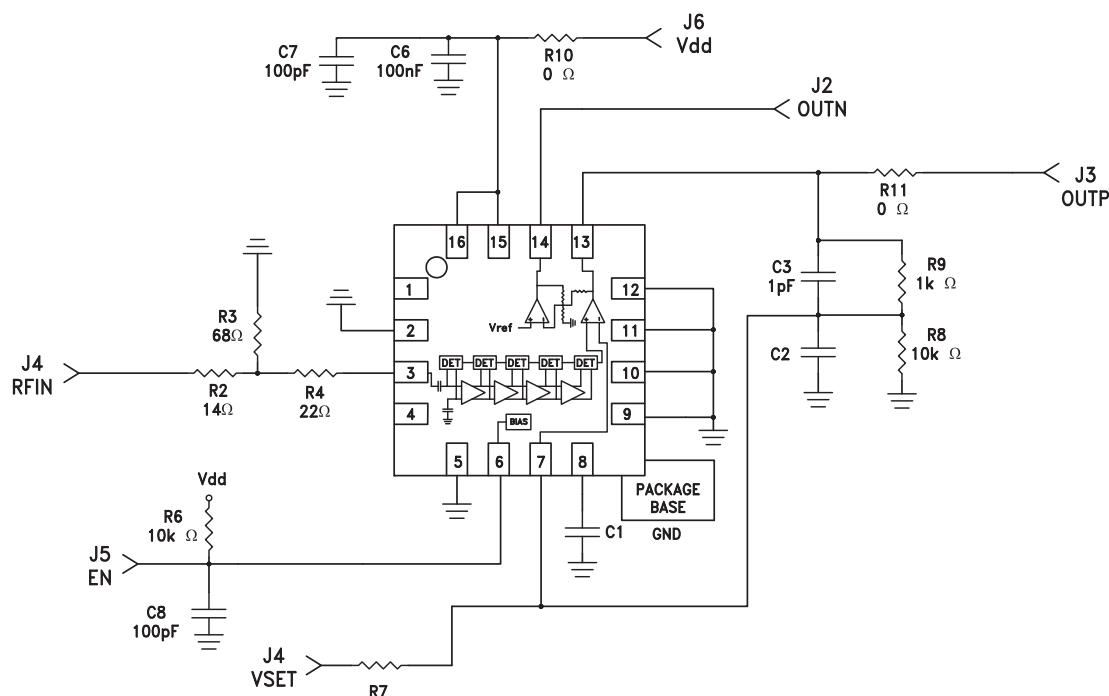 J6
Vdd
C7
100pF
C6
100nF
R10
0 Ω
J2
OUTN
J3
OUTP
R11
0 Ω
16
15
14
13
1
2
3
4
12
11
10
9
Vref
DET
DET
DET
DET
DET
BIAS
5
6
7
8
C3
1pF
R9
1k Ω
C2
R8
10k Ω
R3
68Ω
J4
RFIN
R2
14Ω
R4
22Ω
PACKAGE
BASE
GND
C1
Vdd
R6
10k Ω
J5
EN
C8
100pF
J4
VSET
R7